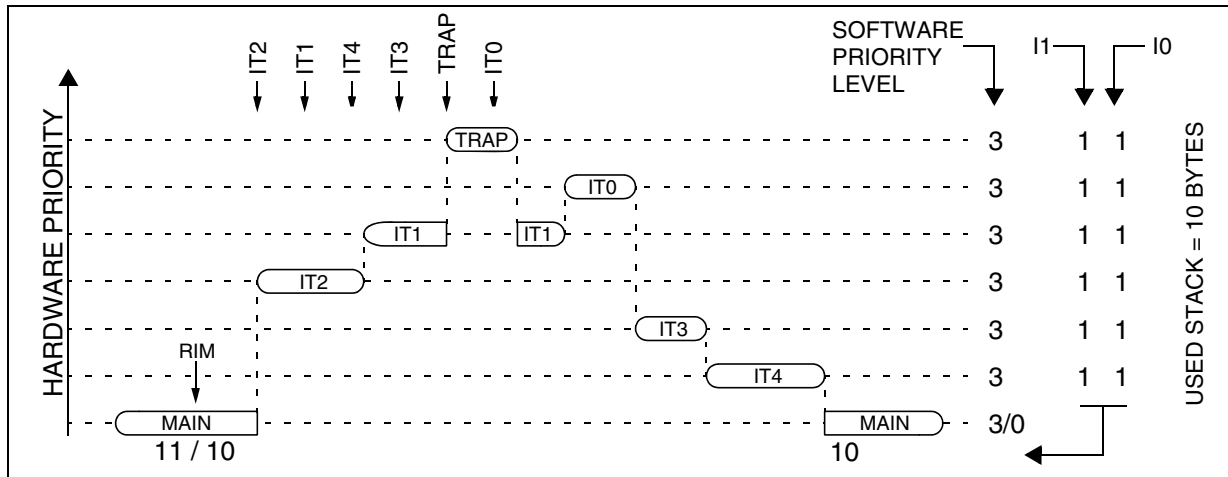 IT2
IT1
IT4
IT3
TRAP
IT0
SOFTWARE
PRIORITY
LEVEL
I1
I0
HARDWARE PRIORITY
TRAP
3
1 1
IT0
3
1 1
IT1
IT1
3
1 1
IT2
3
1 1
IT3
3
1 1
RIM
IT4
3
1 1
MAIN
MAIN
3/0
11 / 10
10
USED STACK = 10 BYTES